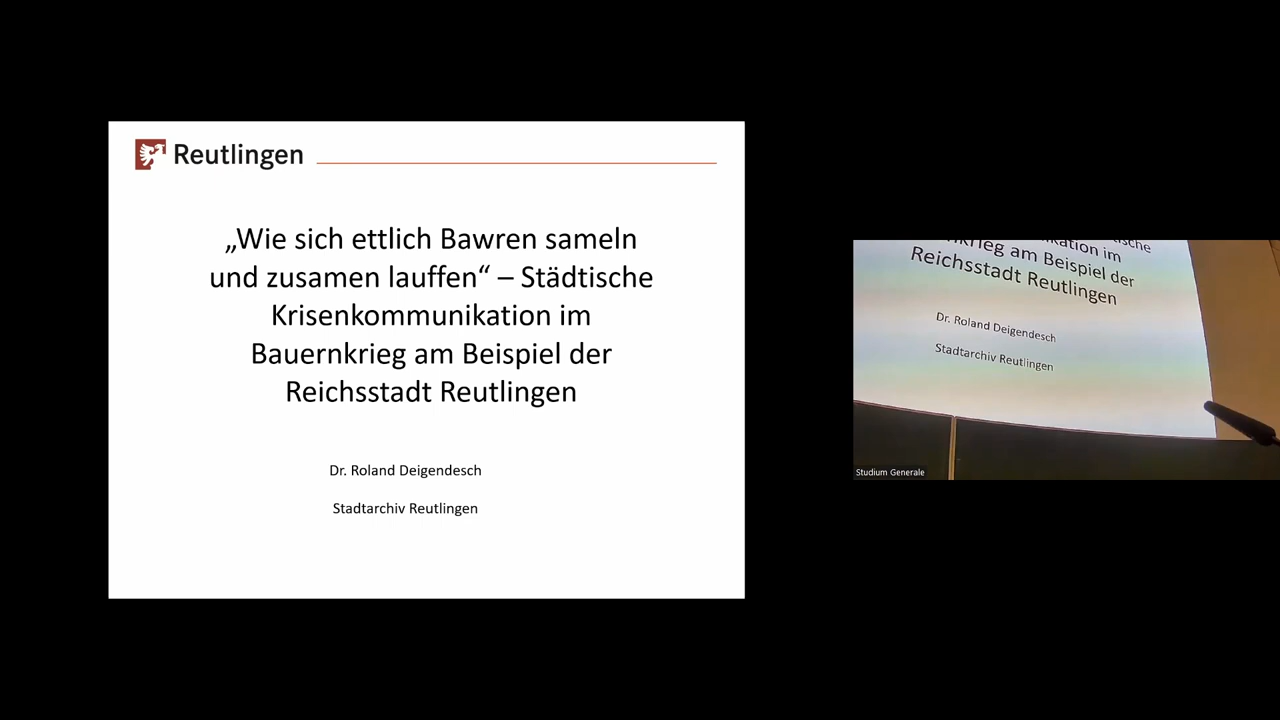 Reutlingen
„Wie sich ettlich Bawren sameln
und zusamen lauffen“ – Städtische
Krisenkommunikation im
Bauernkrieg am Beispiel der
Reichsstadt Reutlingen
Dr. Roland Deigendesch
Stadtarchiv Reutlingen
krieg am Beispiel der
Reichsstadt Reutlingen
Dr. Roland Deigendesch
Stadtarchiv Reutlingen
Studium Generale